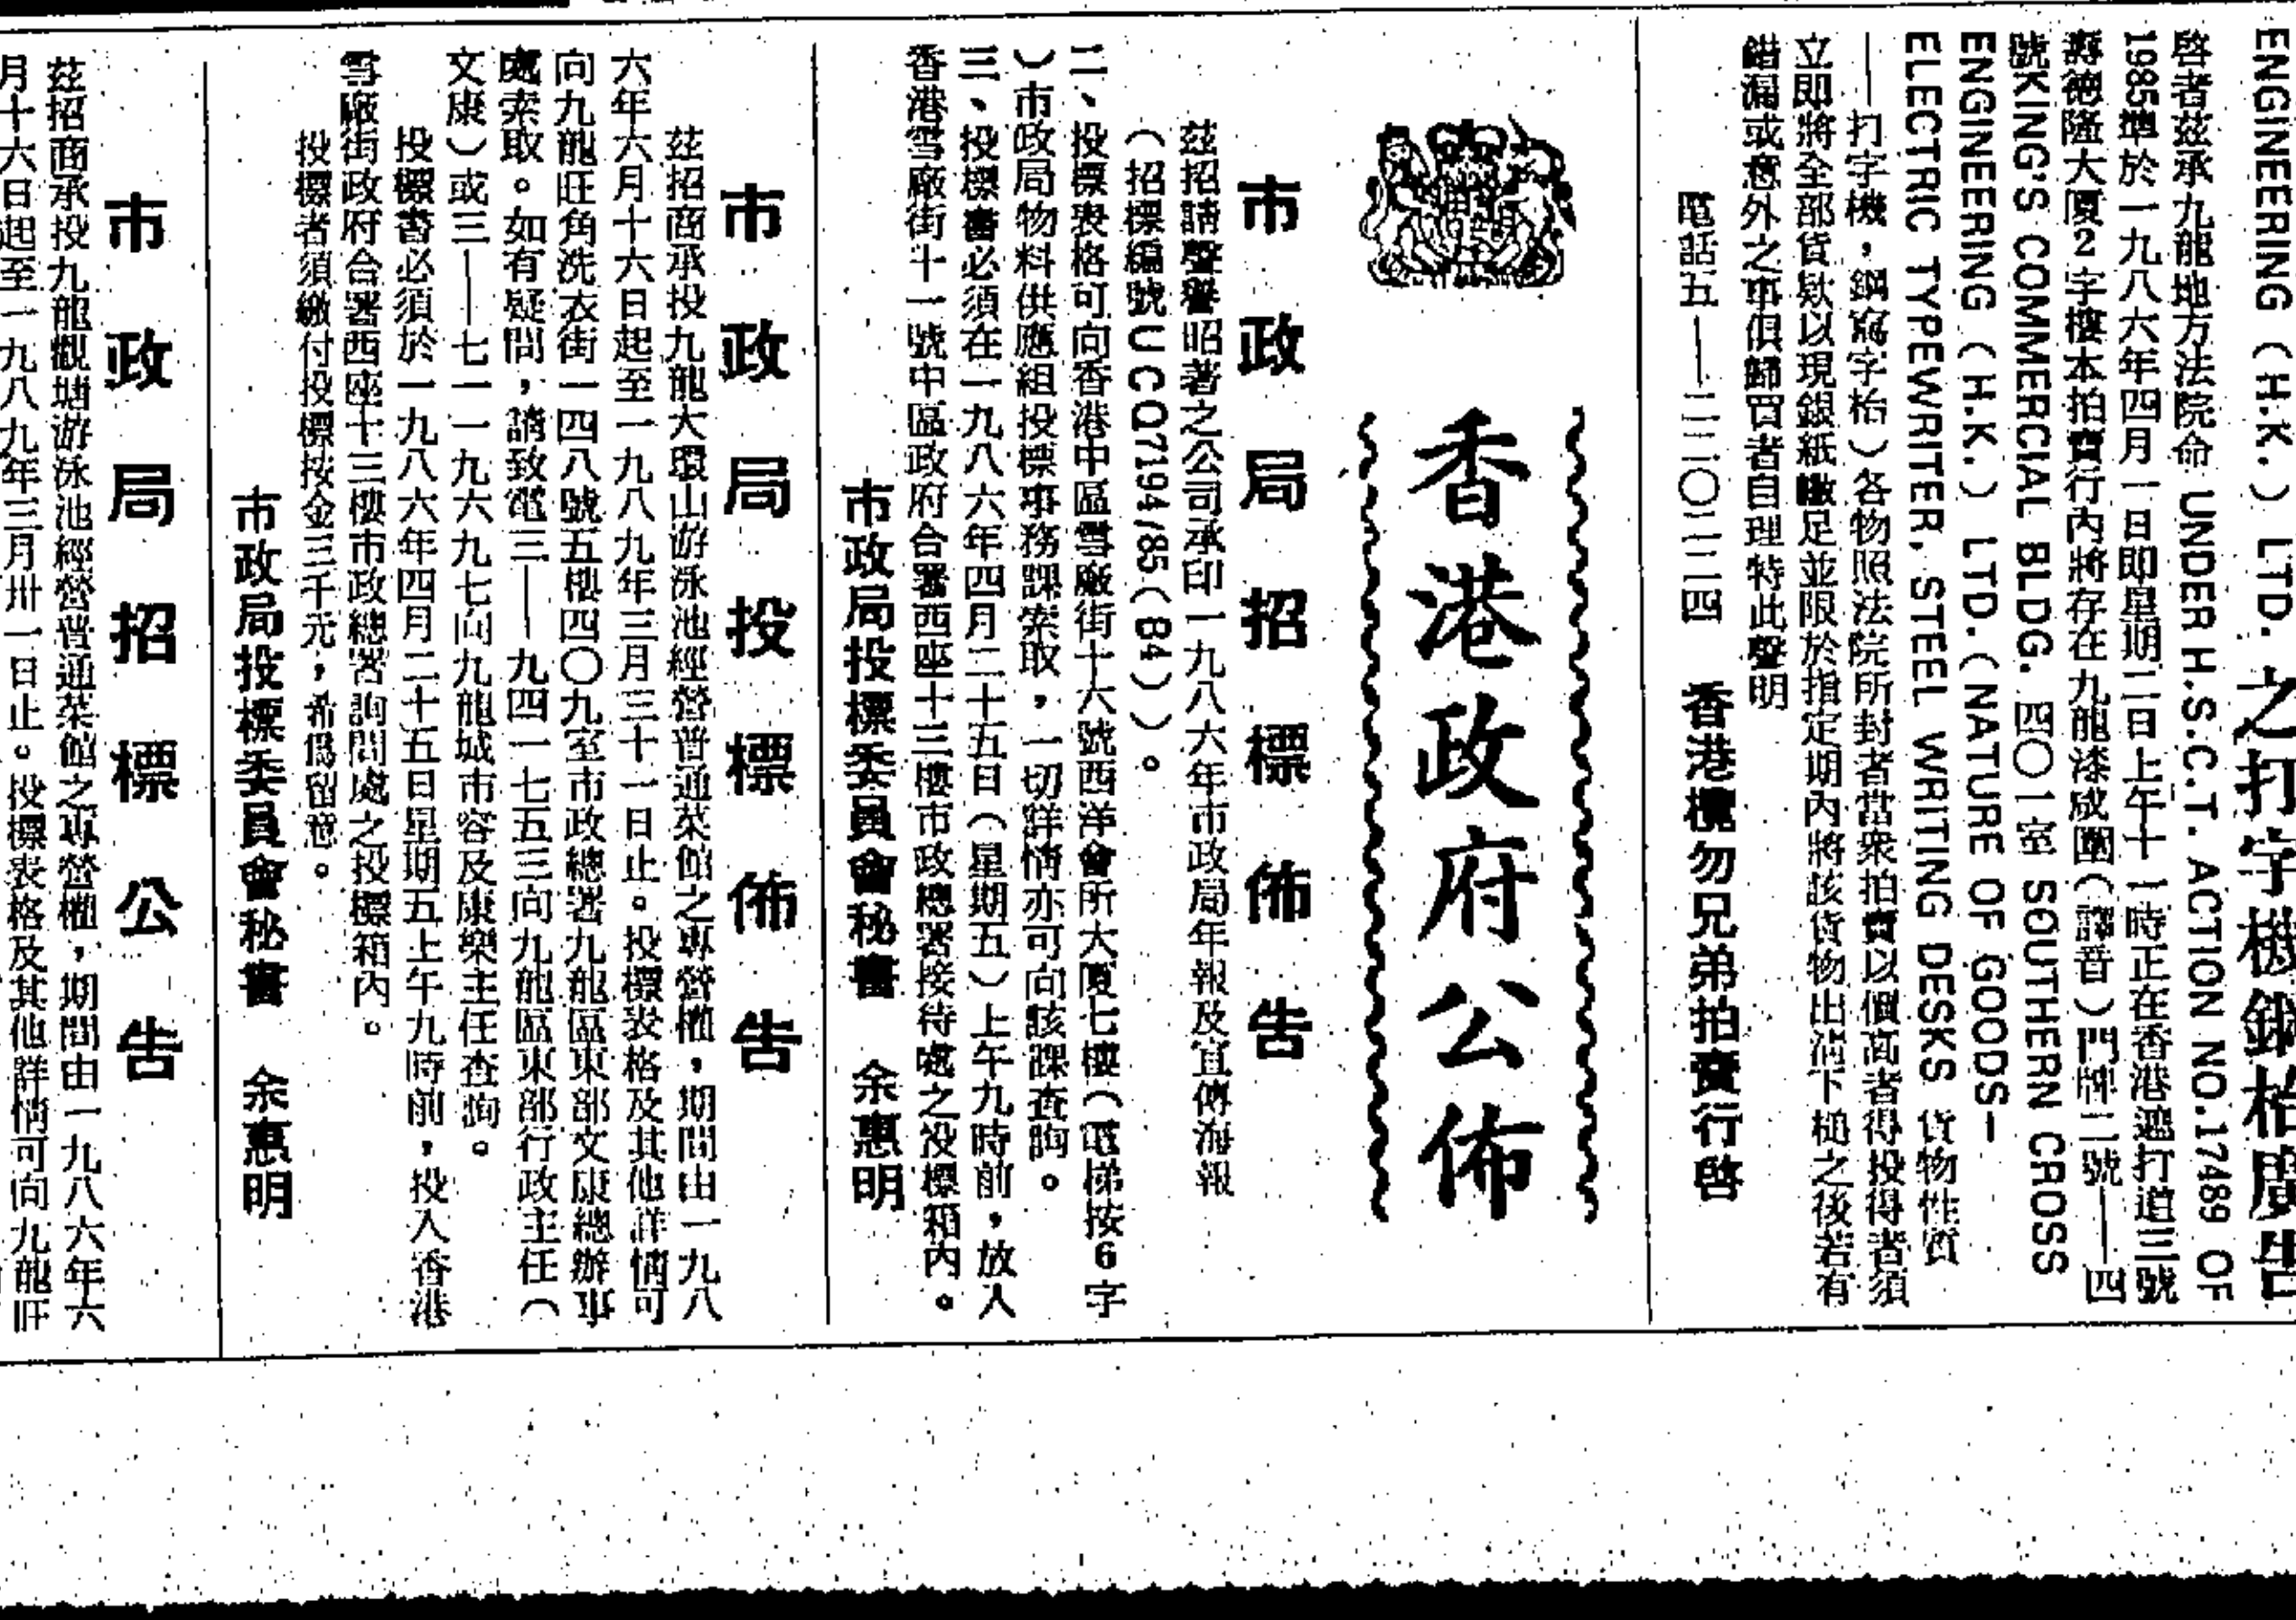 ENGINEERING (H.K.) LTD. 之打字機鋼枱廣告
啓者茲承九龍地方法院命 UNDER H.S.C.T. ACTION NO.17489 OF
1985準於一九八六年四月一日即星期二日上午十一時正在香港遮打道三號
壽德隆大厦2字樓本拍賣行內將存在九龍漆咸圍（譯音）門牌二號——四
號KING'S COMMERCIAL BLDG. 四〇一室 SOUTHERN CROSS
ENGINEERING (H.K.) LTD. (NATURE OF GOODS-
ELECTRIC TYPEWRITER, STEEL WRITING DESKS 貨物性質
—打字機，鋼寫字枱）各物照法院所封者當衆拍賣以價高者得投得者須
立即將全部貨欵以現銀紙繳足並限於指定期內將該貨物出淸下槌之後若有
錯漏或意外之事俱歸買者自理特此聲明
電話五——二二〇二二四 香港欖勿兄弟拍賣行啓
香港政府公佈
市政局招標佈告
茲招請聲譽昭著之公司承印一九八六年市政局年報及宣傳海報
（招標編號UCQ7194/85（B4））。
二、投標表格可向香港中區雪廠街十六號西洋會所大厦七樓（電梯按6字
）市政局物料供應組投標事務課索取，一切詳情亦可向該課查詢。
三、投標書必須在一九八六年四月二十五日（星期五）上午九時前，放入
香港雪廠街十一號中區政府合署西座十三樓市政總署接待處之投標箱內。
市政局投標委員會秘書 余惠明
市政局投標佈告
茲招商承投九龍大環山游泳池經營普通菜館之專營權，期間由一九八
六年六月十六日起至一九八九年三月三十一日止。投標表格及其他詳情可
向九龍旺角洗衣街一四八號五樓四〇九室市政總署九龍區東部文康總辦事
處索取。如有疑問，請致電三——九四一七五三向九龍區東部行政主任（
文康）或三——七一一九六九七向九龍城市容及康樂主任查詢。
投標書必須於一九八六年四月二十五日星期五上午九時前，投入香港
雪廠街政府合署西座十三樓市政總署詢問處之投標箱內。
投標者須繳付投標按金三千元，希爲留意。
市政局投標委員會秘書 余惠明
市政局招標公告
茲招商承投九龍觀塘游泳池經營普通菜館之專營權，期間由一九八六年六
月十六日起至一九八九年三月卅一日止。投標表格及其他詳情可向九龍旺